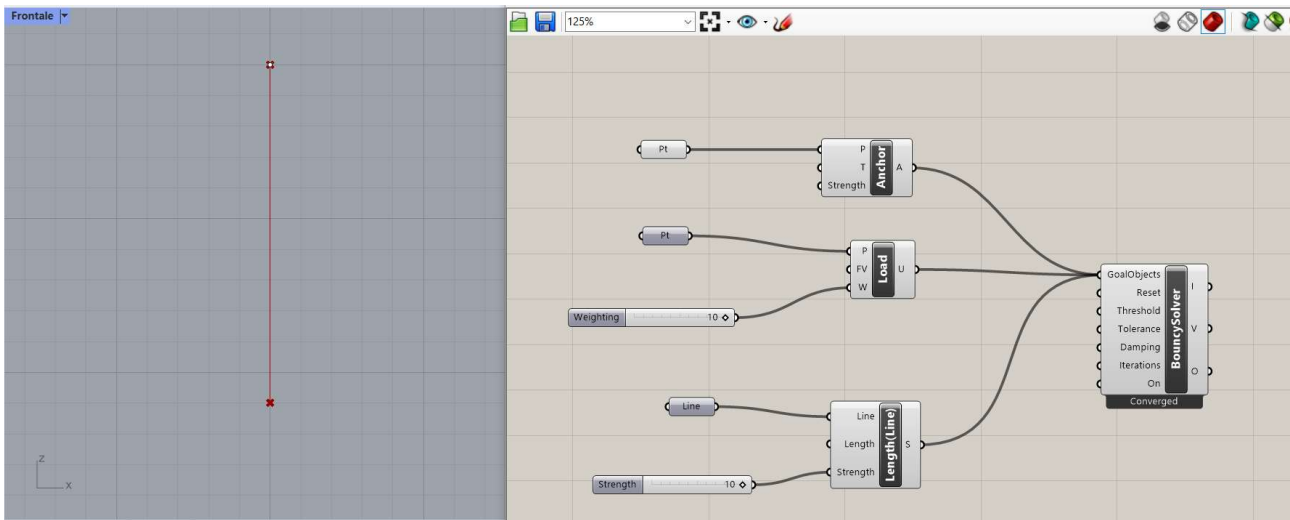 Frontale
z
x
125%
Pt
P
T
Strength
Anchor
A
Pt
P
FV
W
Load
U
Weighting
10
Line
Line
Length
Strength
Length(Line)
S
Strength
10
GoalObjects
Reset
Threshold
Tolerance
Damping
Iterations
On
BouncySolver
I
V
O
Converged